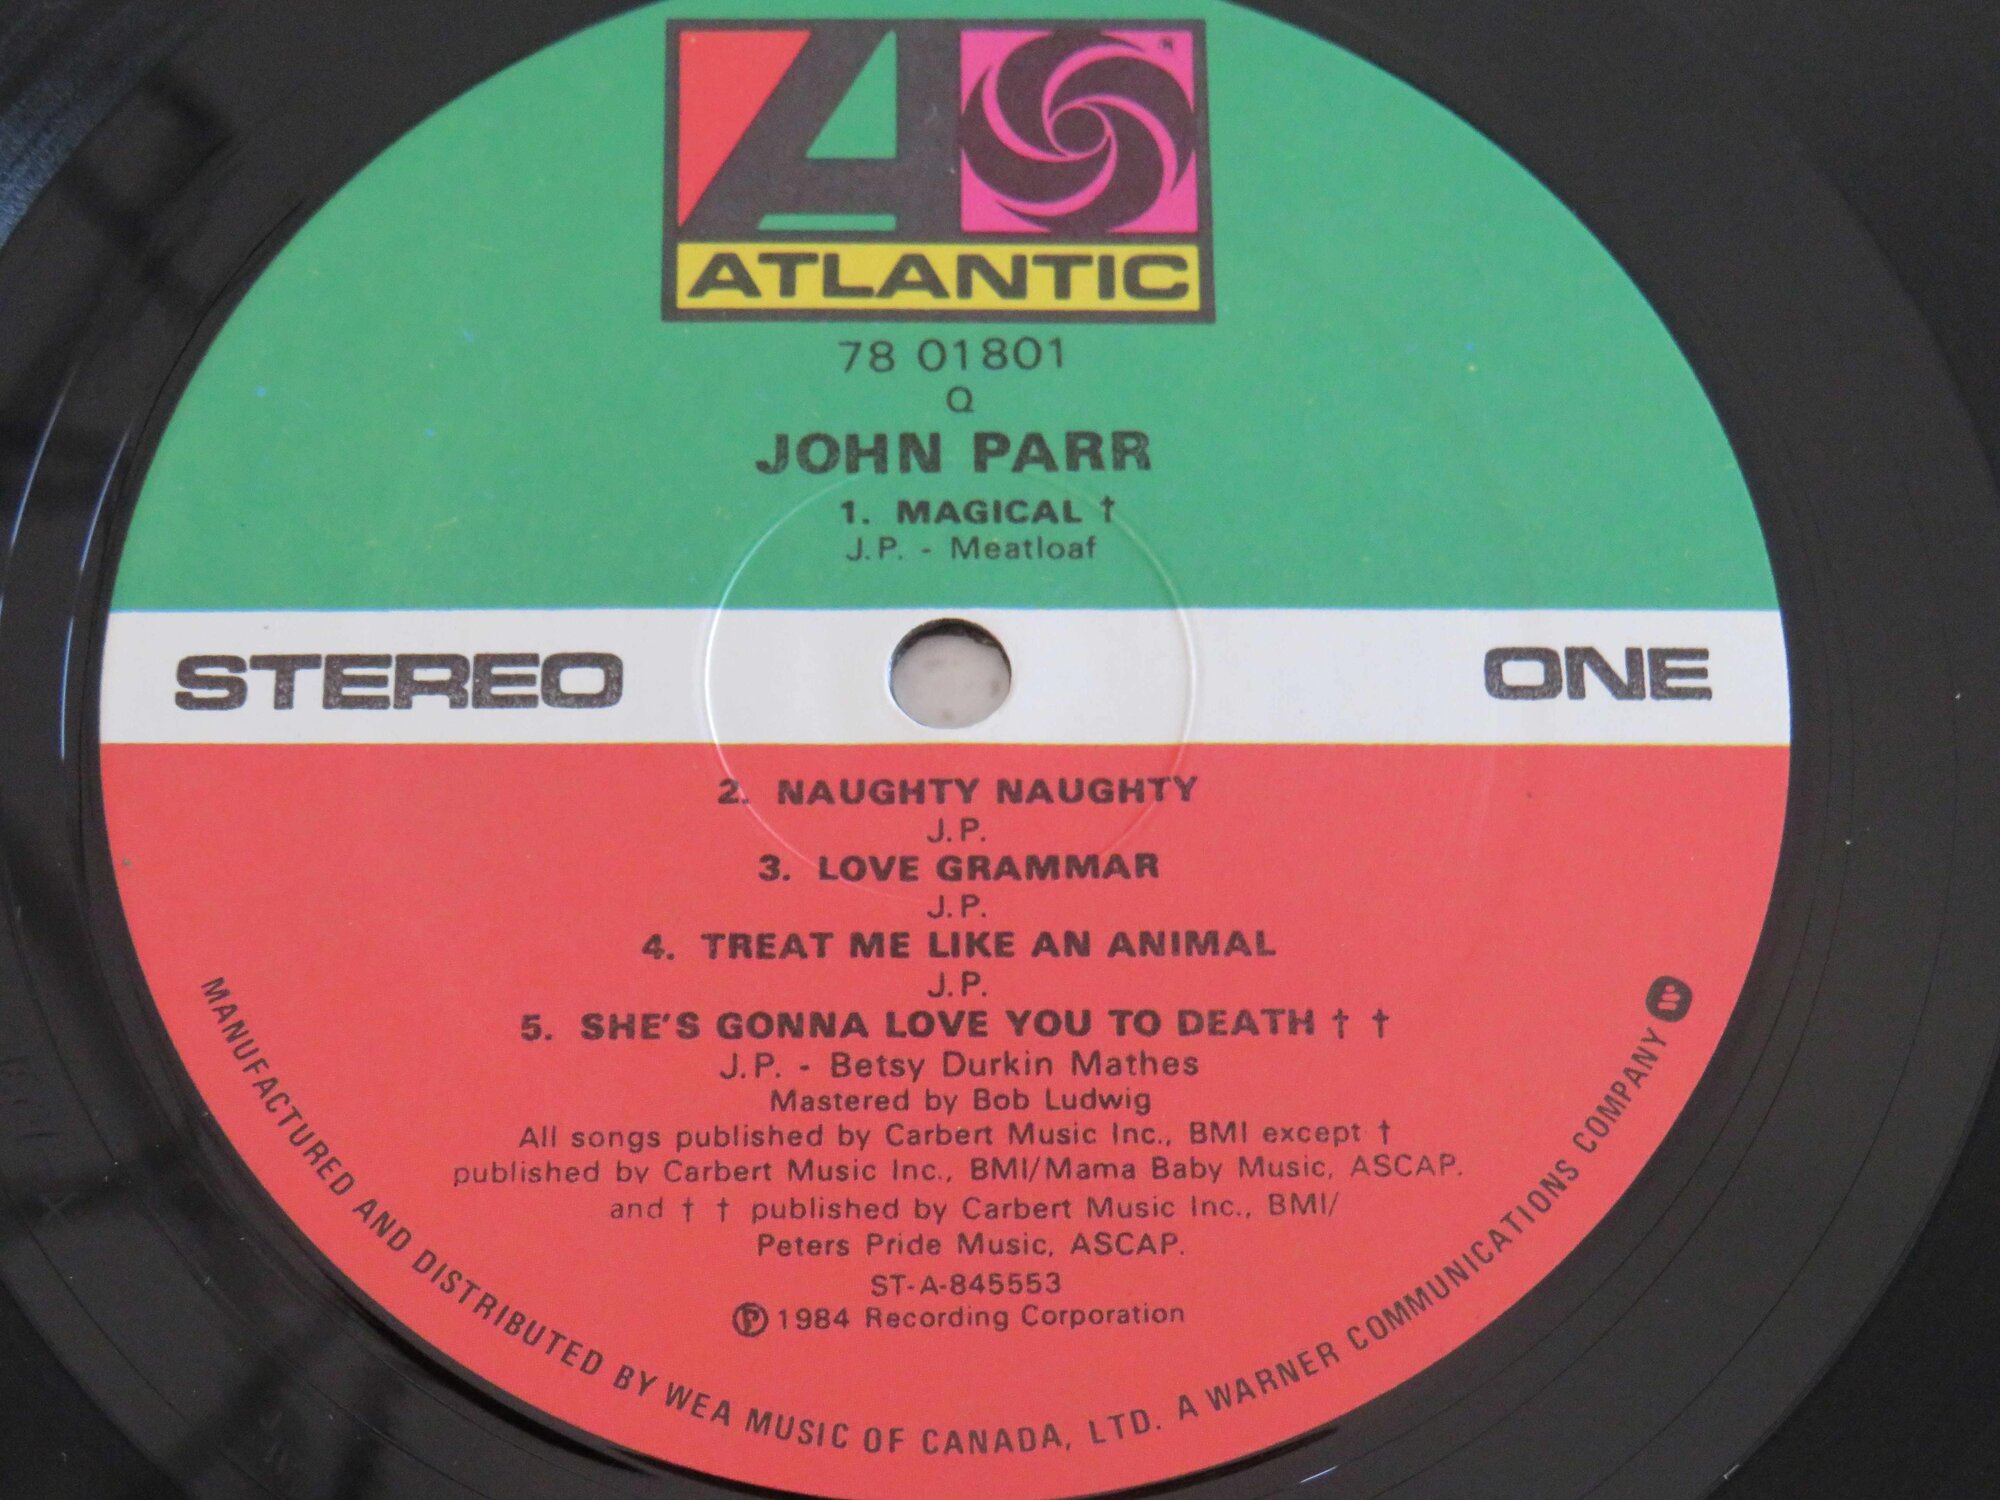 ATLANTIC
78 01801
Q
JOHN PARR
1. MAGICAL †
J.P. - Meatloaf
STEREO
ONE
2. NAUGHTY NAUGHTY
J.P.
3. LOVE GRAMMAR
J.P.
4. TREAT ME LIKE AN ANIMAL
J.P.
5. SHE'S GONNA LOVE YOU TO DEATH † †
J.P. - Betsy Durkin Mathes
Mastered by Bob Ludwig
All songs published by Carbert Music Inc., BMI except †
published by Carbert Music Inc., BMI/Mama Baby Music, ASCAP.
and † † published by Carbert Music Inc., BMI/
Peters Pride Music, ASCAP.
ST-A-845553
℗ 1984 Recording Corporation
MANUFACTURED AND DISTRIBUTED BY WEA MUSIC OF CANADA, LTD. A WARNER COMMUNICATIONS COMPANY